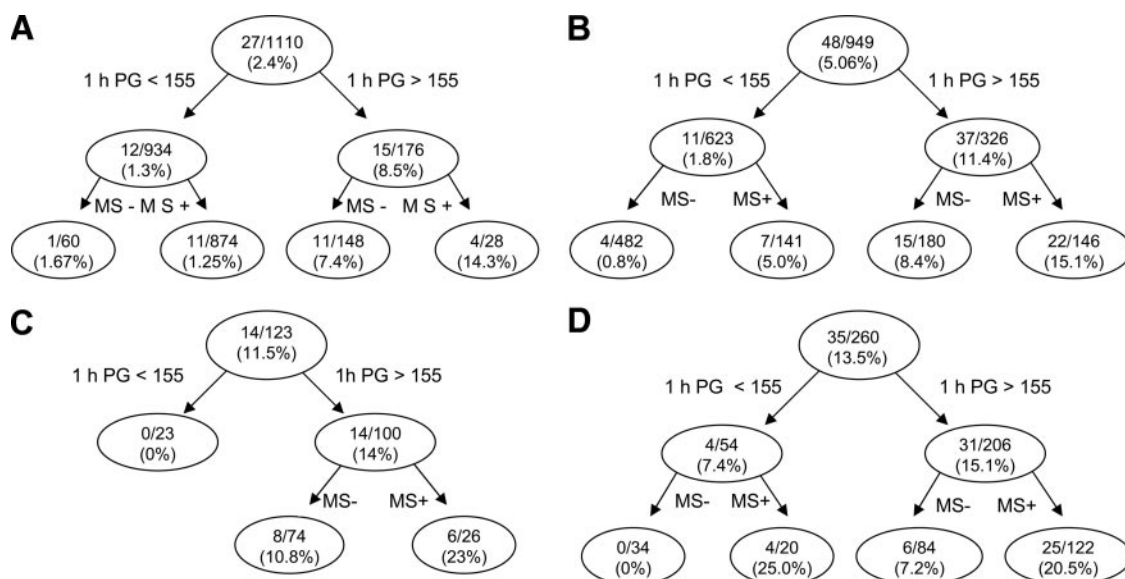 A
27/1110
(2.4%)
1 h PG < 155
1 h PG > 155
12/934
(1.3%)
15/176
(8.5%)
MS - M S +
MS - M S +
1/60
(1.67%)
11/874
(1.25%)
11/148
(7.4%)
4/28
(14.3%)
B
48/949
(5.06%)
1 h PG < 155
1 h PG > 155
11/623
(1.8%)
37/326
(11.4%)
MS-
MS+
MS-
MS+
4/482
(0.8%)
7/141
(5.0%)
15/180
(8.4%)
22/146
(15.1%)
C
14/123
(11.5%)
1 h PG < 155
1h PG > 155
0/23
(0%)
14/100
(14%)
MS-
MS+
8/74
(10.8%)
6/26
(23%)
D
35/260
(13.5%)
1 h PG < 155
1 h PG > 155
4/54
(7.4%)
31/206
(15.1%)
MS-
MS+
MS-
MS+
0/34
(0%)
4/20
(25.0%)
6/84
(7.2%)
25/122
(20.5%)